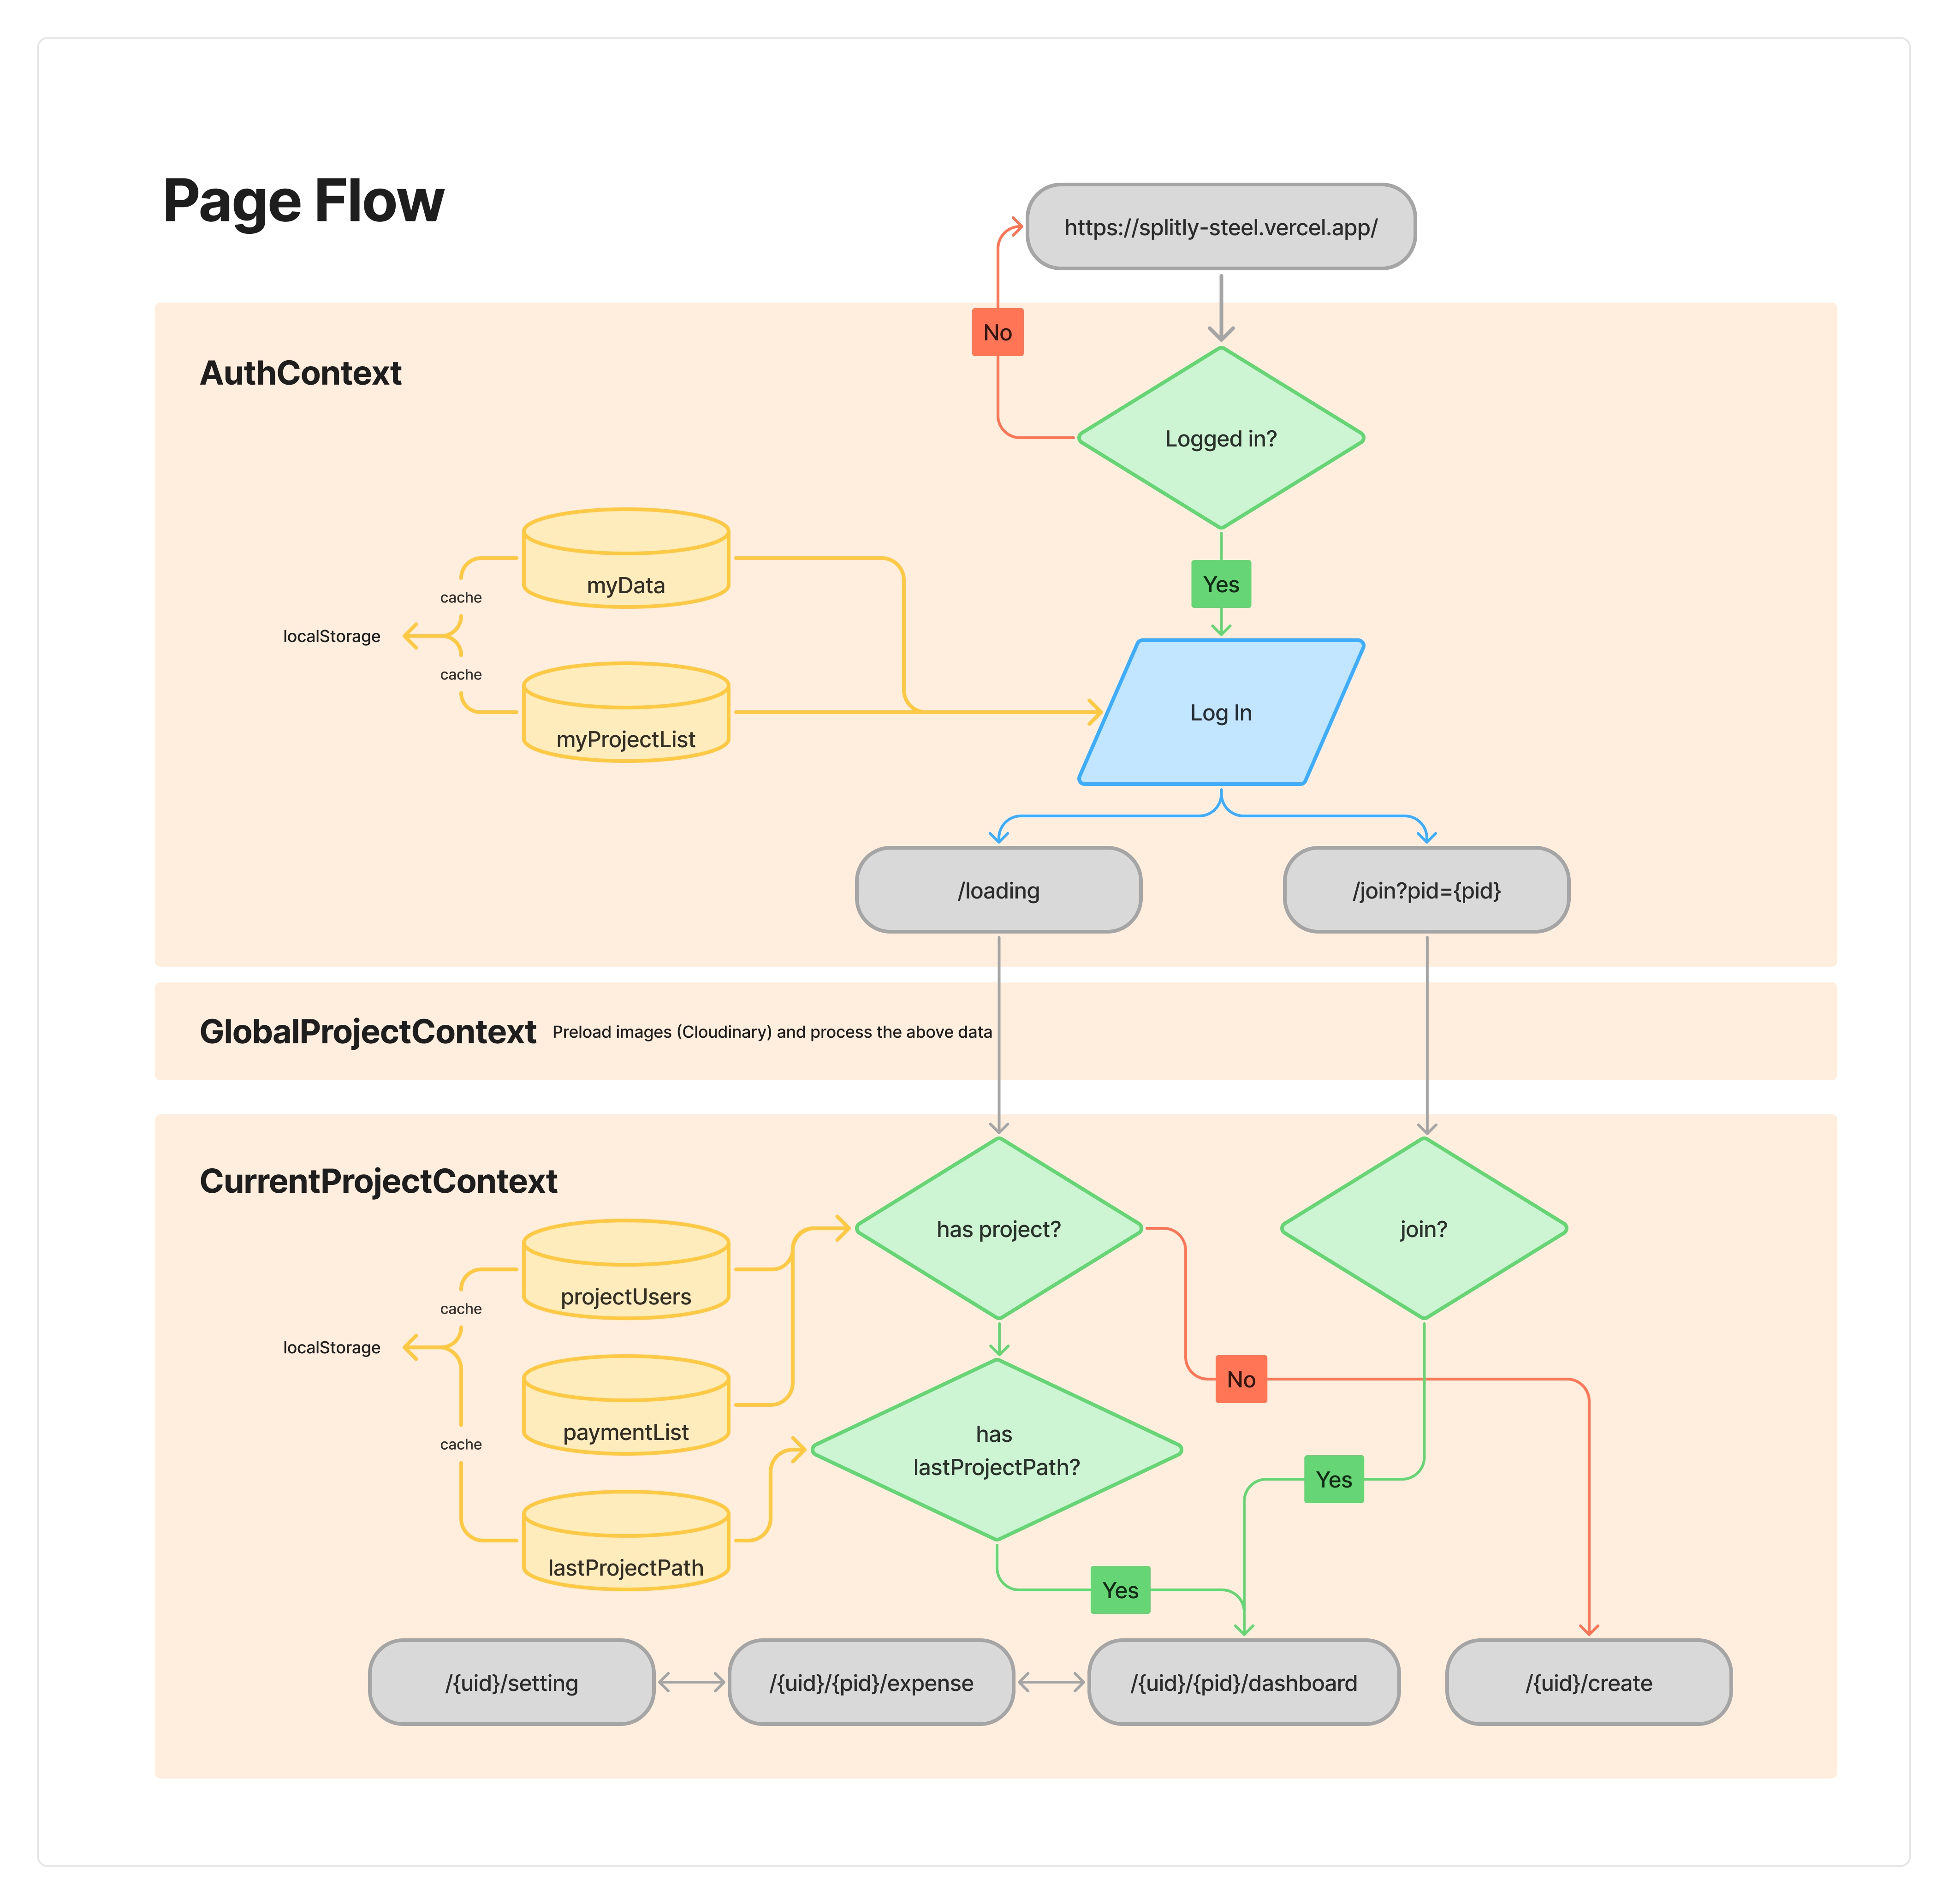 Page Flow
https://splitly-steel.vercel.app/
No
AuthContext
Logged in?
myData
Yes
cache
localStorage
cache
myProjectList
Log In
/loading
/join?pid={pid}
GlobalProjectContext
Preload images (Cloudinary) and process the above data
CurrentProjectContext
has project?
join?
projectUsers
cache
localStorage
No
paymentList
cache
has
lastProjectPath?
Yes
lastProjectPath
Yes
/{uid}/setting
/{uid}/{pid}/expense
/{uid}/{pid}/dashboard
/{uid}/create